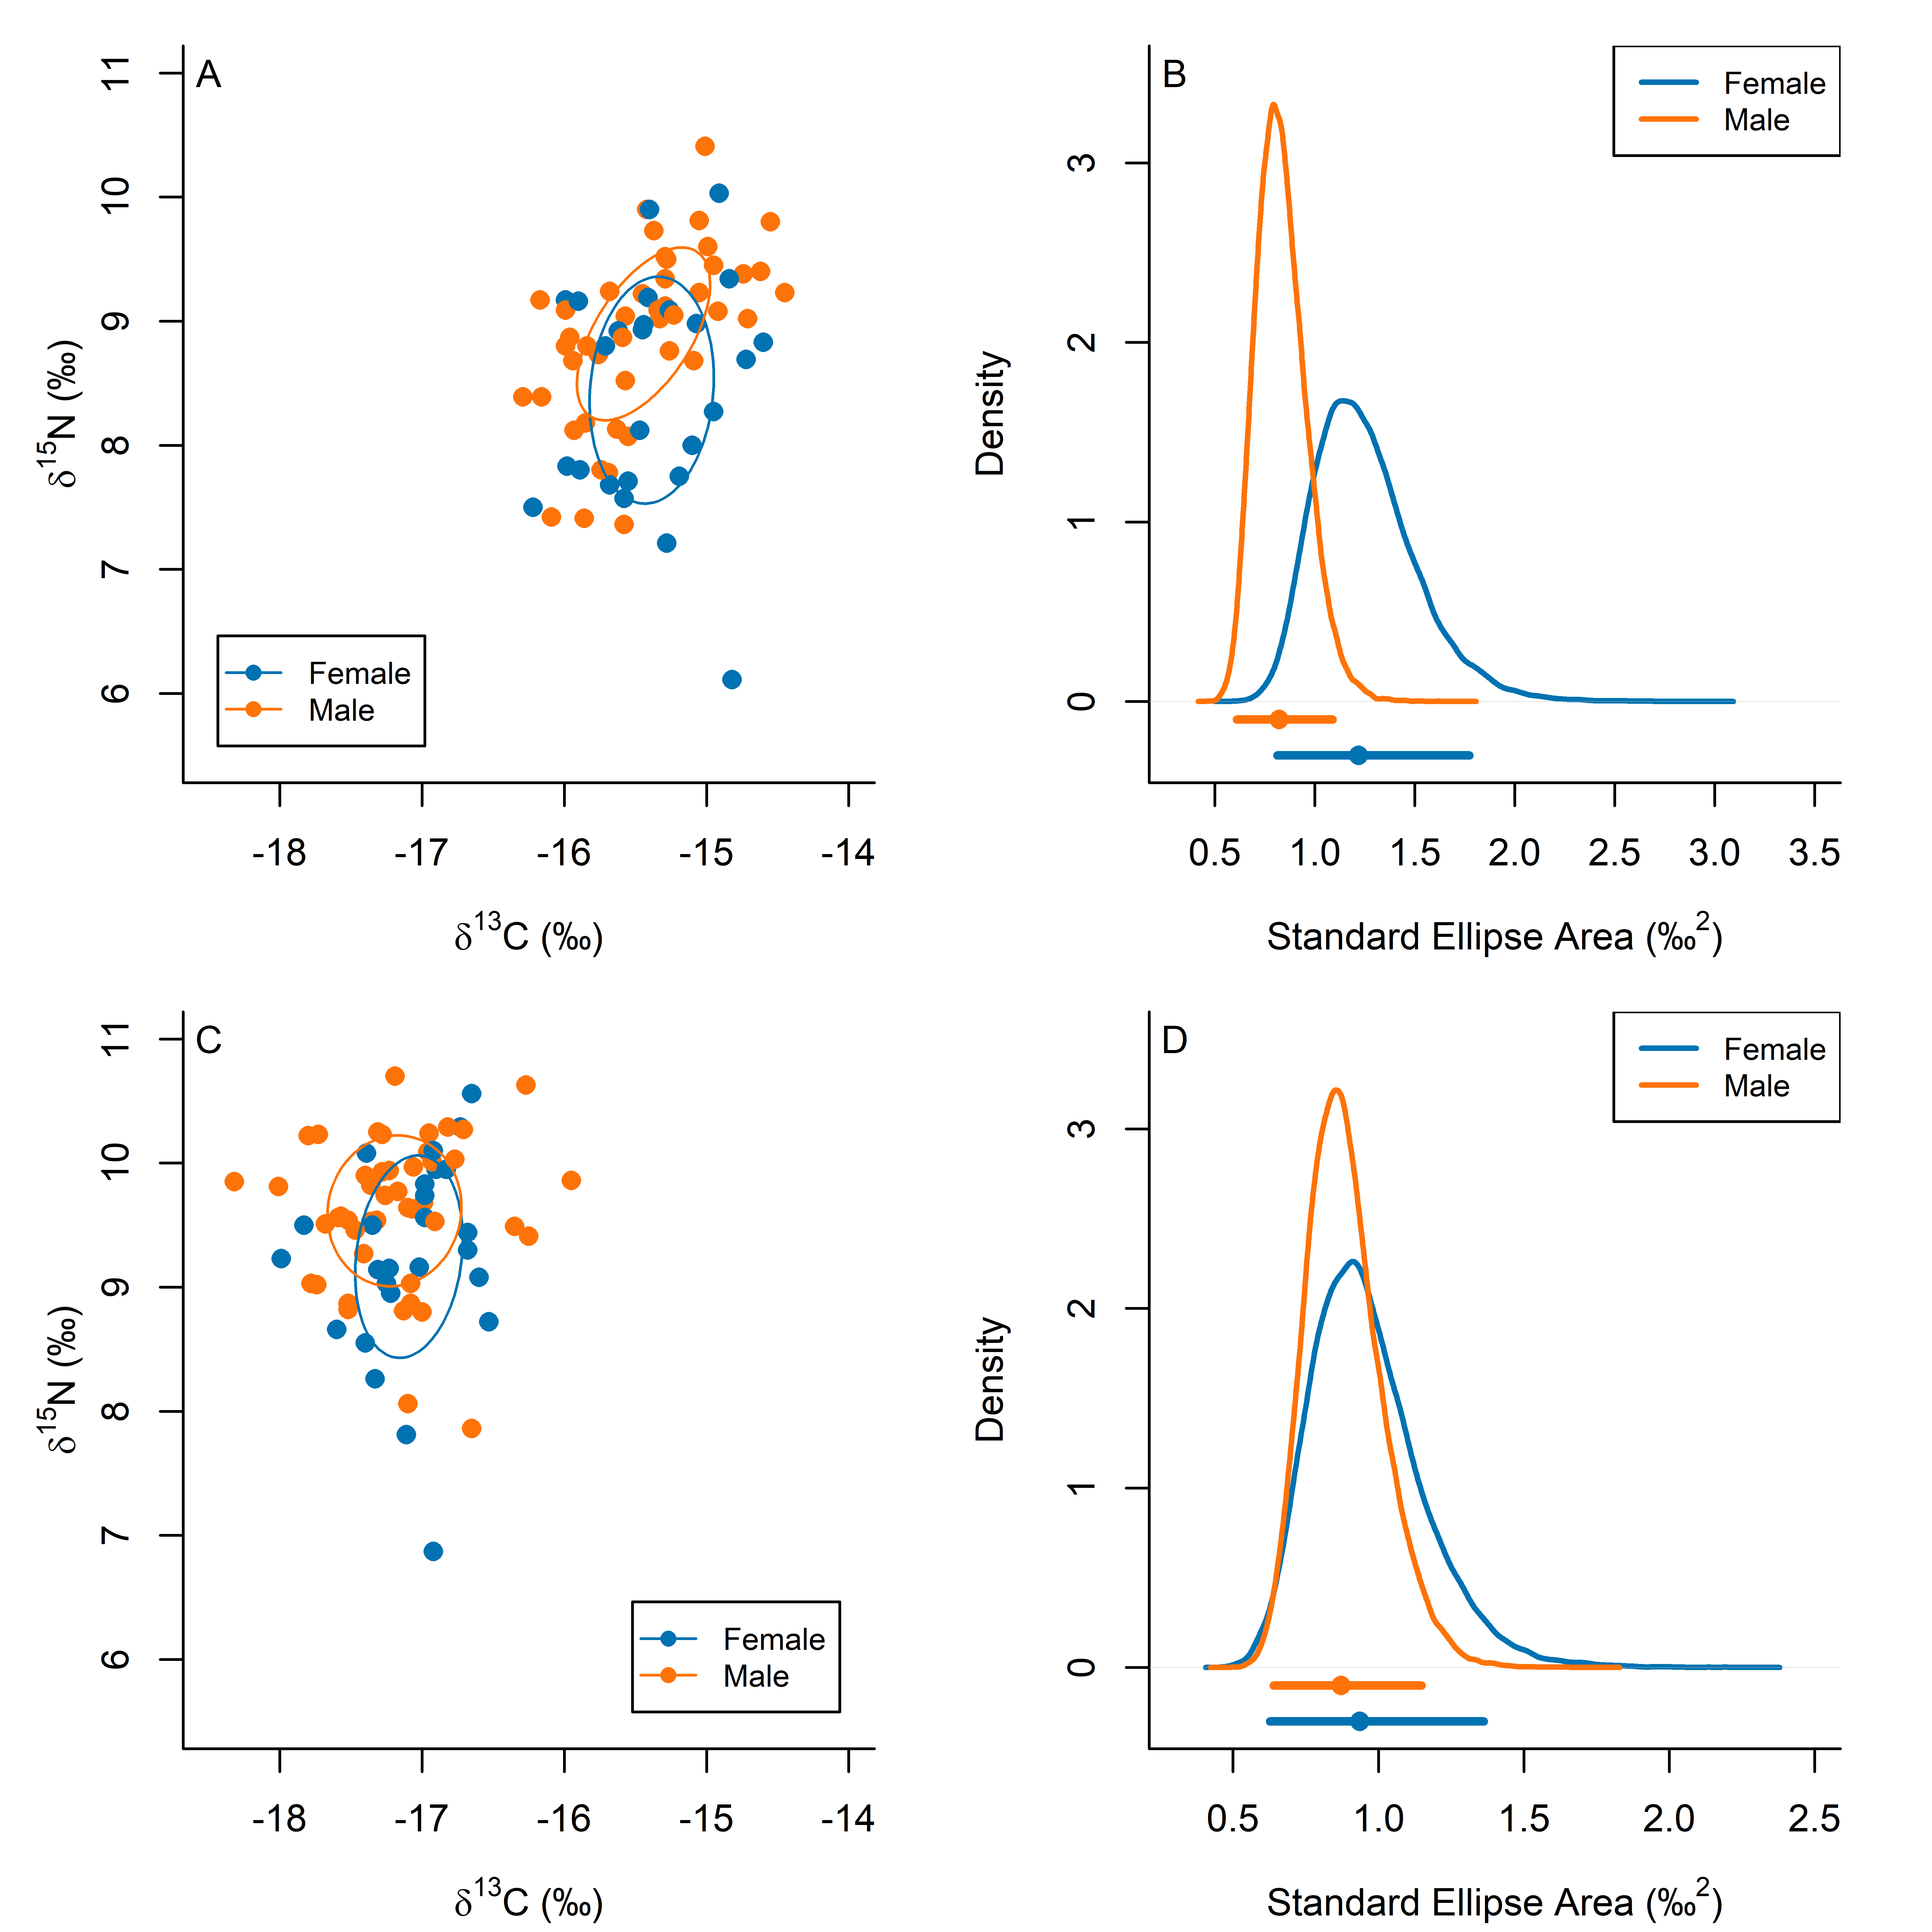 A
11
10
9
8
7
6
δ15N (‰)
Female
Male
-18 -17 -16 -15 -14
δ13C (‰)
B
Female
Male
3
2
1
0
Density
0.5 1.0 1.5 2.0 2.5 3.0 3.5
Standard Ellipse Area (‰2)
C
11
10
9
8
7
6
δ15N (‰)
Female
Male
-18 -17 -16 -15 -14
δ13C (‰)
D
Female
Male
3
2
1
0
Density
0.5 1.0 1.5 2.0 2.5
Standard Ellipse Area (‰2)